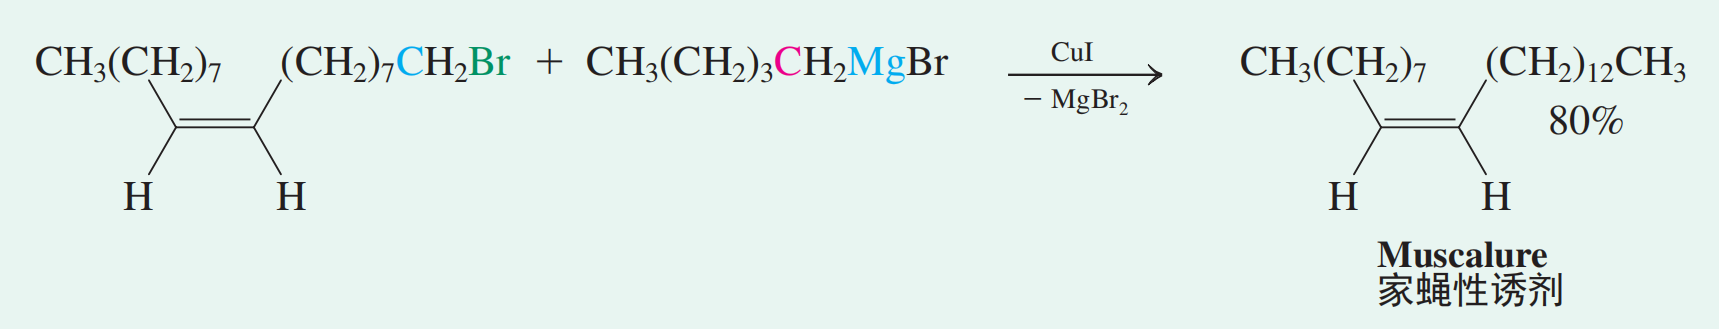 CH₃(CH₂)₇ (CH₂)₇CH₂Br + CH₃(CH₂)₃CH₂MgBr CuI CH₃(CH₂)₇ (CH₂)₁₂CH₃
− MgBr₂ 80%
H H H H
Muscalure
家蝇性诱剂